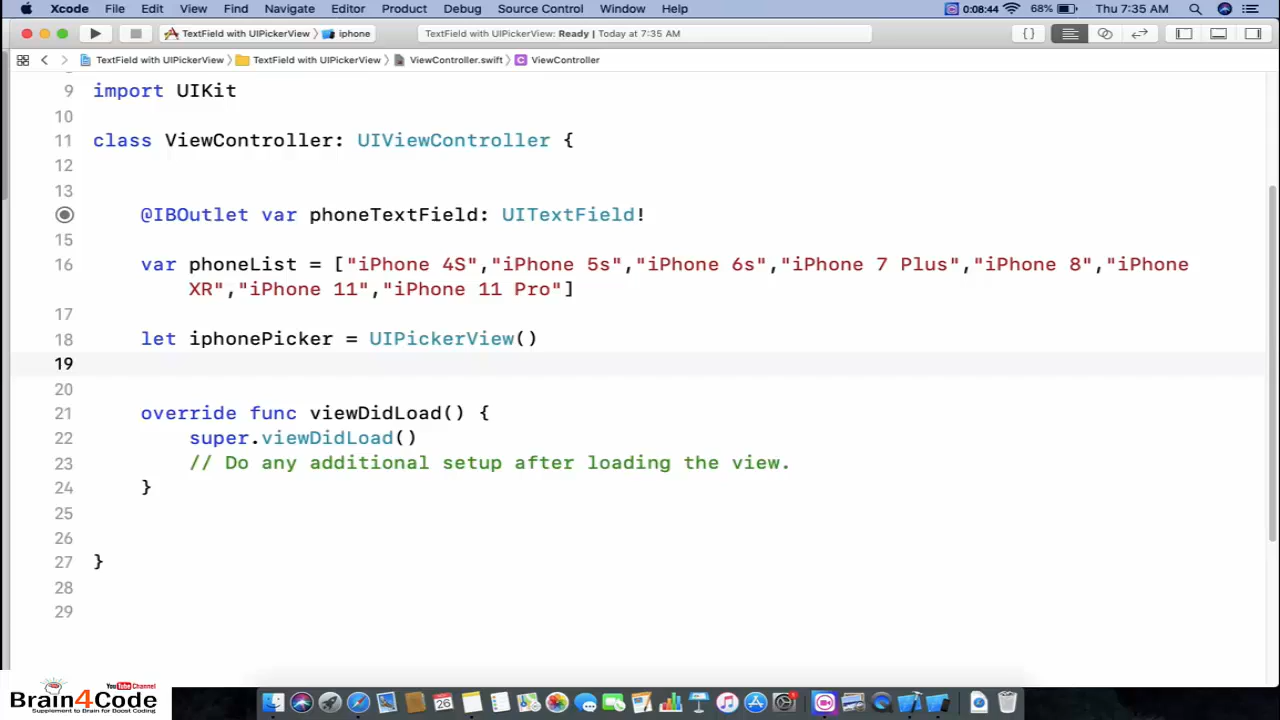 Xcode File Edit View Find Navigate Editor Product Debug Source Control Window Help 0:08:44 68% Thu 7:35 AM
TextField with UIPickerView iphone TextField with UIPickerView: Ready | Today at 7:35 AM { }
TextField with UIPickerView TextField with UIPickerView ViewController.swift C ViewController
9 import UIKit
10
11 class ViewController: UIViewController {
12
13
@IBOutlet var phoneTextField: UITextField!
15
16 var phoneList = ["iPhone 4S","iPhone 5s","iPhone 6s","iPhone 7 Plus","iPhone 8","iPhone
XR","iPhone 11","iPhone 11 Pro"]
17
18 let iphonePicker = UIPickerView()
19
20
21 override func viewDidLoad() {
22 super.viewDidLoad()
23 // Do any additional setup after loading the view.
24 }
25
26
27 }
28
29
YouTube Channel
Brain4Code
Supplement to Brain for Boost Coding
26